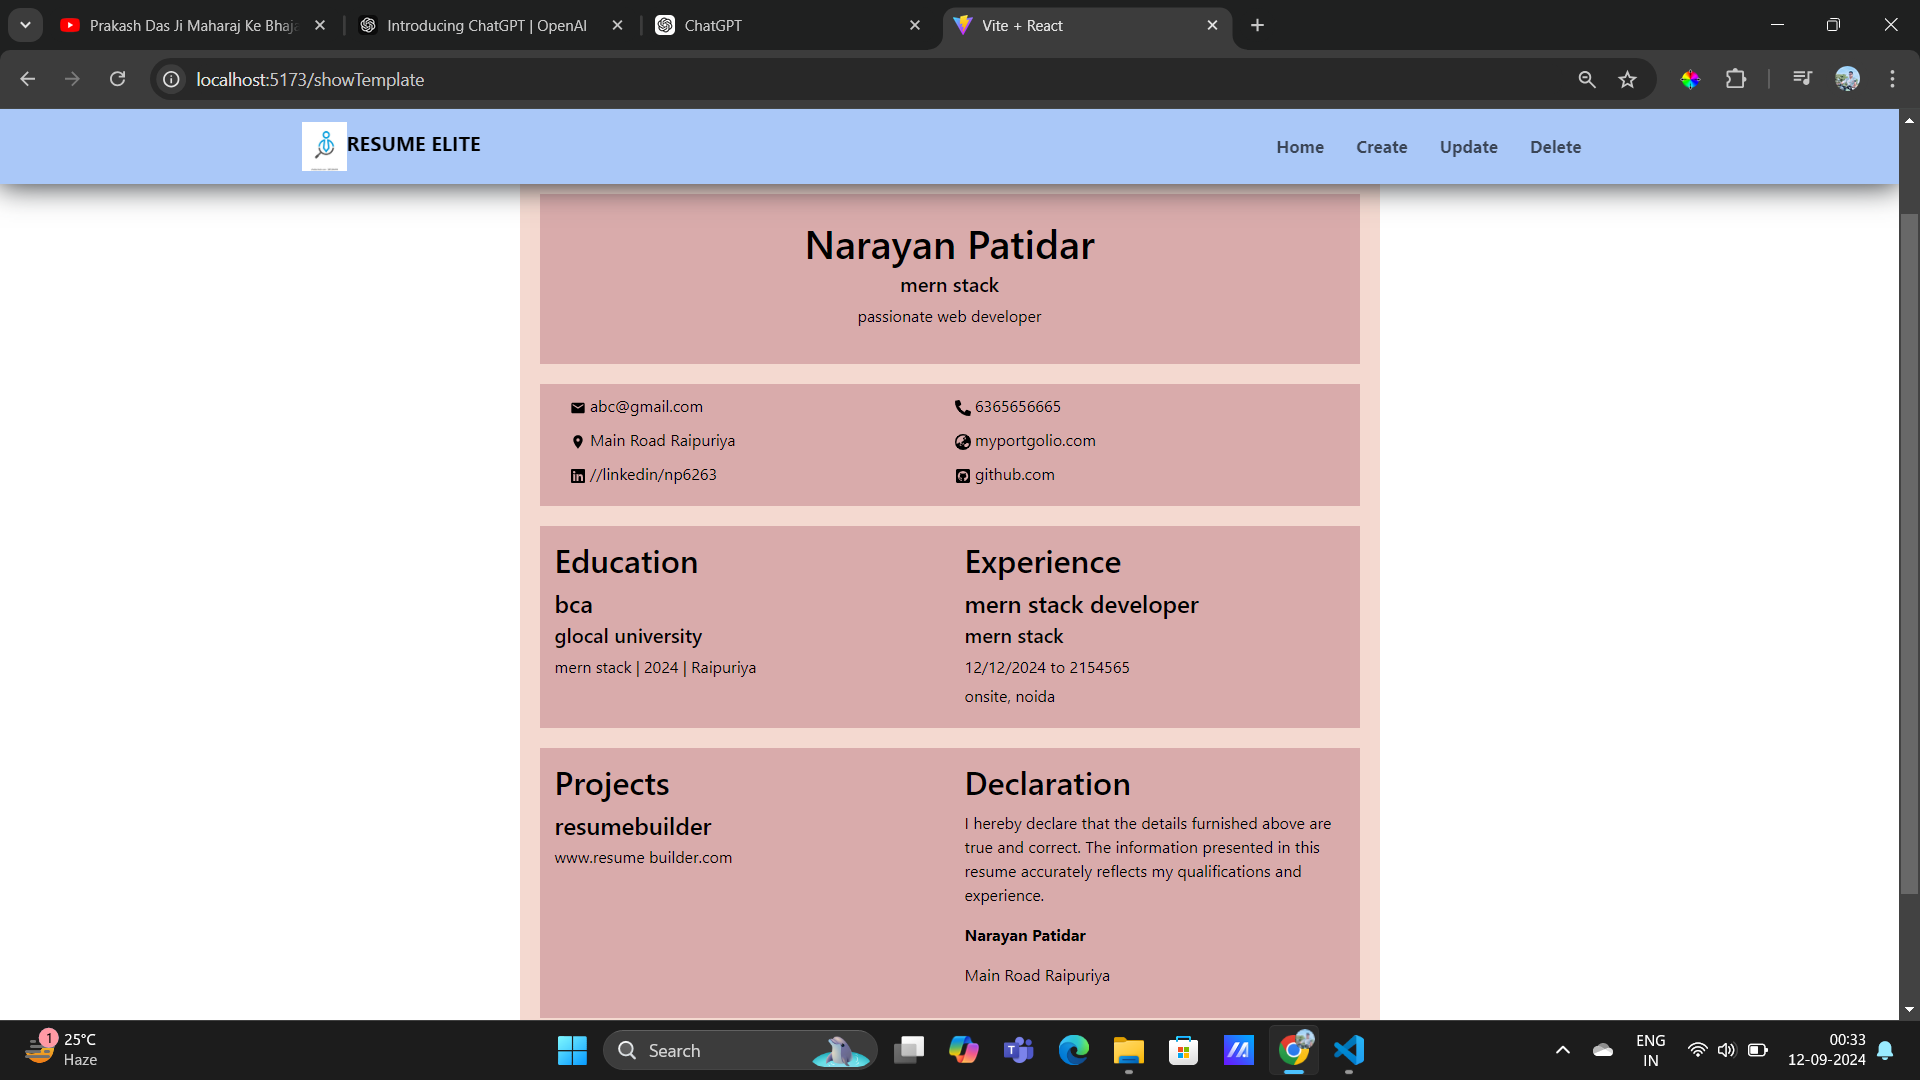 Prakash Das Ji Maharaj Ke Bhaja
Introducing ChatGPT | OpenAI
ChatGPT
Vite + React
localhost:5173/showTemplate
RESUME ELITE
Home
Create
Update
Delete
Narayan Patidar
mern stack
passionate web developer
abc@gmail.com
6365656665
Main Road Raipuriya
myportgolio.com
//linkedin/np6263
github.com
Education
bca
glocal university
mern stack | 2024 | Raipuriya
Experience
mern stack developer
mern stack
12/12/2024 to 2154565
onsite, noida
Projects
resumebuilder
www.resume builder.com
Declaration
I hereby declare that the details furnished above are
true and correct. The information presented in this
resume accurately reflects my qualifications and
experience.
Narayan Patidar
Main Road Raipuriya
1
25°C
Haze
Search
ENG
IN
00:33
12-09-2024